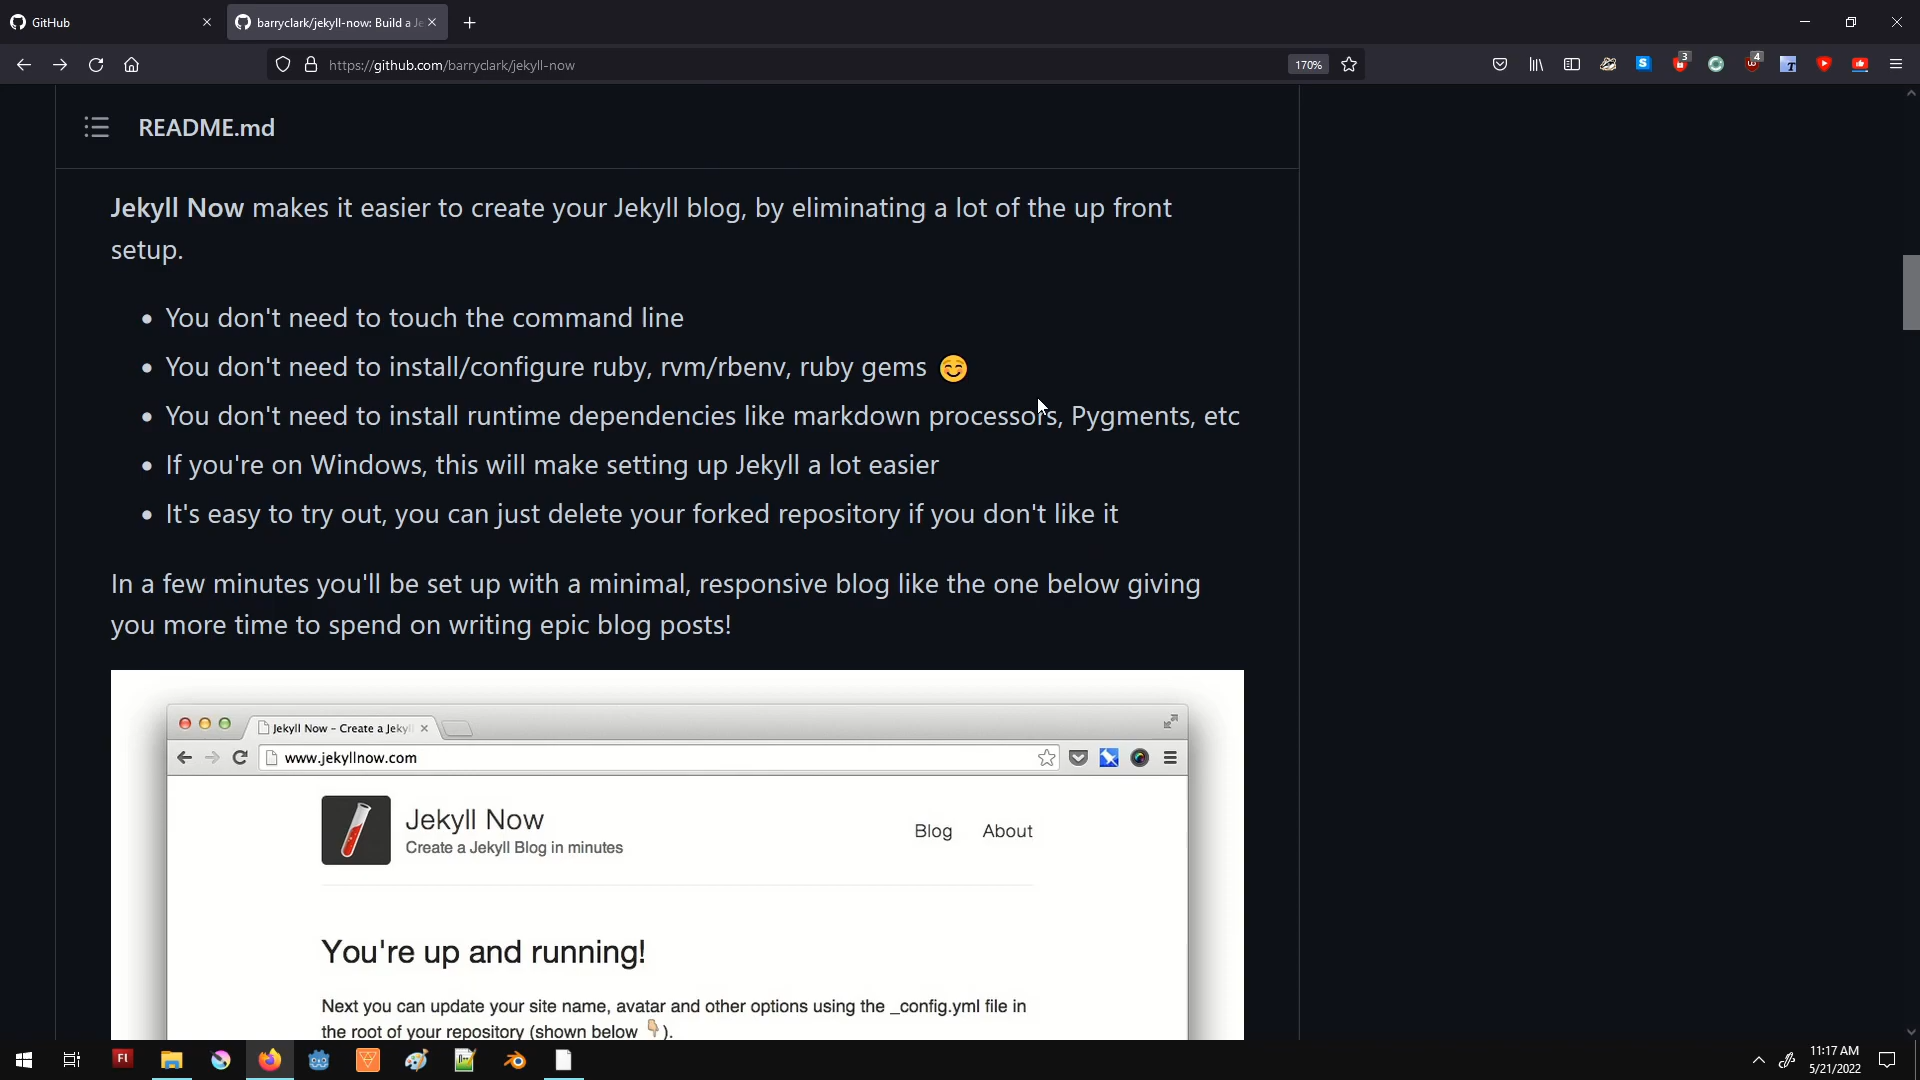 GitHub
barryclark/jekyll-now: Build a Je
https://github.com/barryclark/jekyll-now
170%
S
3
4
T
README.md
Jekyll Now makes it easier to create your Jekyll blog, by eliminating a lot of the up front
setup.
• You don't need to touch the command line
• You don't need to install/configure ruby, rvm/rbenv, ruby gems 😊
• You don't need to install runtime dependencies like markdown processors, Pygments, etc
• If you're on Windows, this will make setting up Jekyll a lot easier
• It's easy to try out, you can just delete your forked repository if you don't like it
In a few minutes you'll be set up with a minimal, responsive blog like the one below giving
you more time to spend on writing epic blog posts!
Jekyll Now – Create a Jekyl
www.jekyllnow.com
Jekyll Now
Create a Jekyll Blog in minutes
Blog
About
You're up and running!
Next you can update your site name, avatar and other options using the _config.yml file in
the root of your repository (shown below 👇🏼).
Fl
11:17 AM
5/21/2022